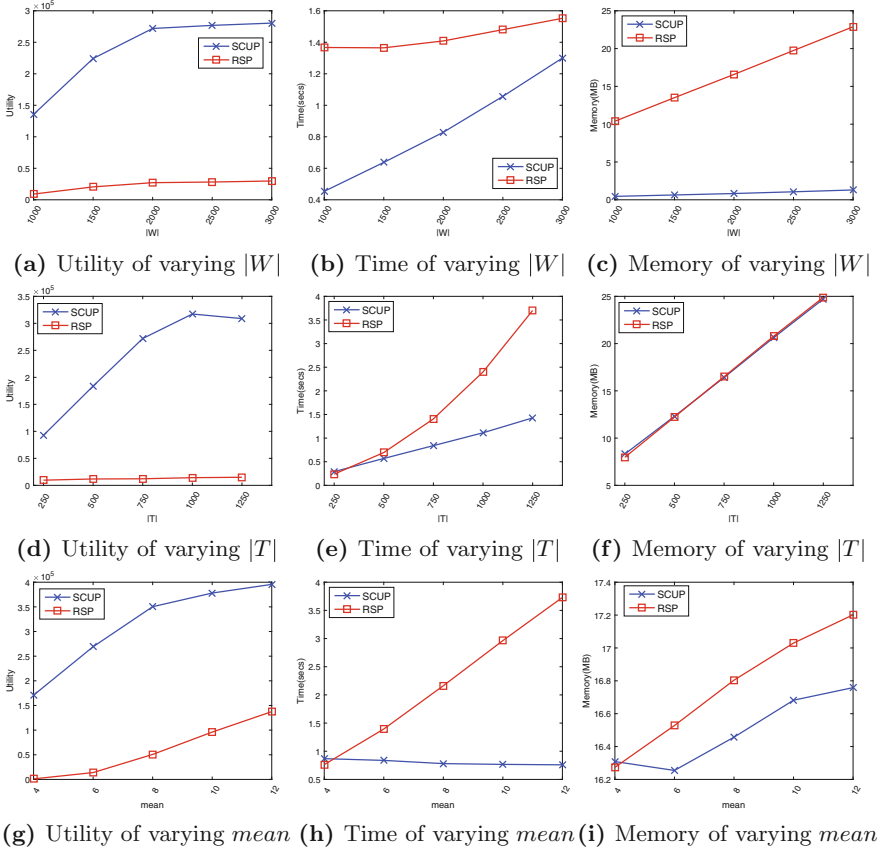 × 10^5
3
2.5
2
1.5
1
0.5
0
Utility
SCUP
RSP
1000
1500
2000
2500
3000
|W|
1.6
1.4
1.2
1
0.8
0.6
0.4
Time(secs)
SCUP
RSP
1000
1500
2000
2500
3000
|W|
25
20
15
10
5
0
Memory(MB)
SCUP
RSP
1000
1500
2000
2500
3000
|W|
(a) Utility of varying |W| (b) Time of varying |W| (c) Memory of varying |W|
× 10^5
3.5
3
2.5
2
1.5
1
0.5
0
Utility
SCUP
RSP
250
500
750
1000
1250
|T|
4
3.5
3
2.5
2
1.5
1
0.5
0
Time(secs)
SCUP
RSP
250
500
750
1000
1250
|T|
25
20
15
10
5
Memory(MB)
SCUP
RSP
250
500
750
1000
1250
|T|
(d) Utility of varying |T| (e) Time of varying |T| (f) Memory of varying |T|
× 10^5
4
3.5
3
2.5
2
1.5
1
0.5
0
Utility
SCUP
RSP
4
6
8
10
12
mean
4
3.5
3
2.5
2
1.5
1
0.5
Time(secs)
SCUP
RSP
4
6
8
10
12
mean
17.4
17.2
17
16.8
16.6
16.4
16.2
Memory(MB)
SCUP
RSP
4
6
8
10
12
mean
(g) Utility of varying mean (h) Time of varying mean (i) Memory of varying mean